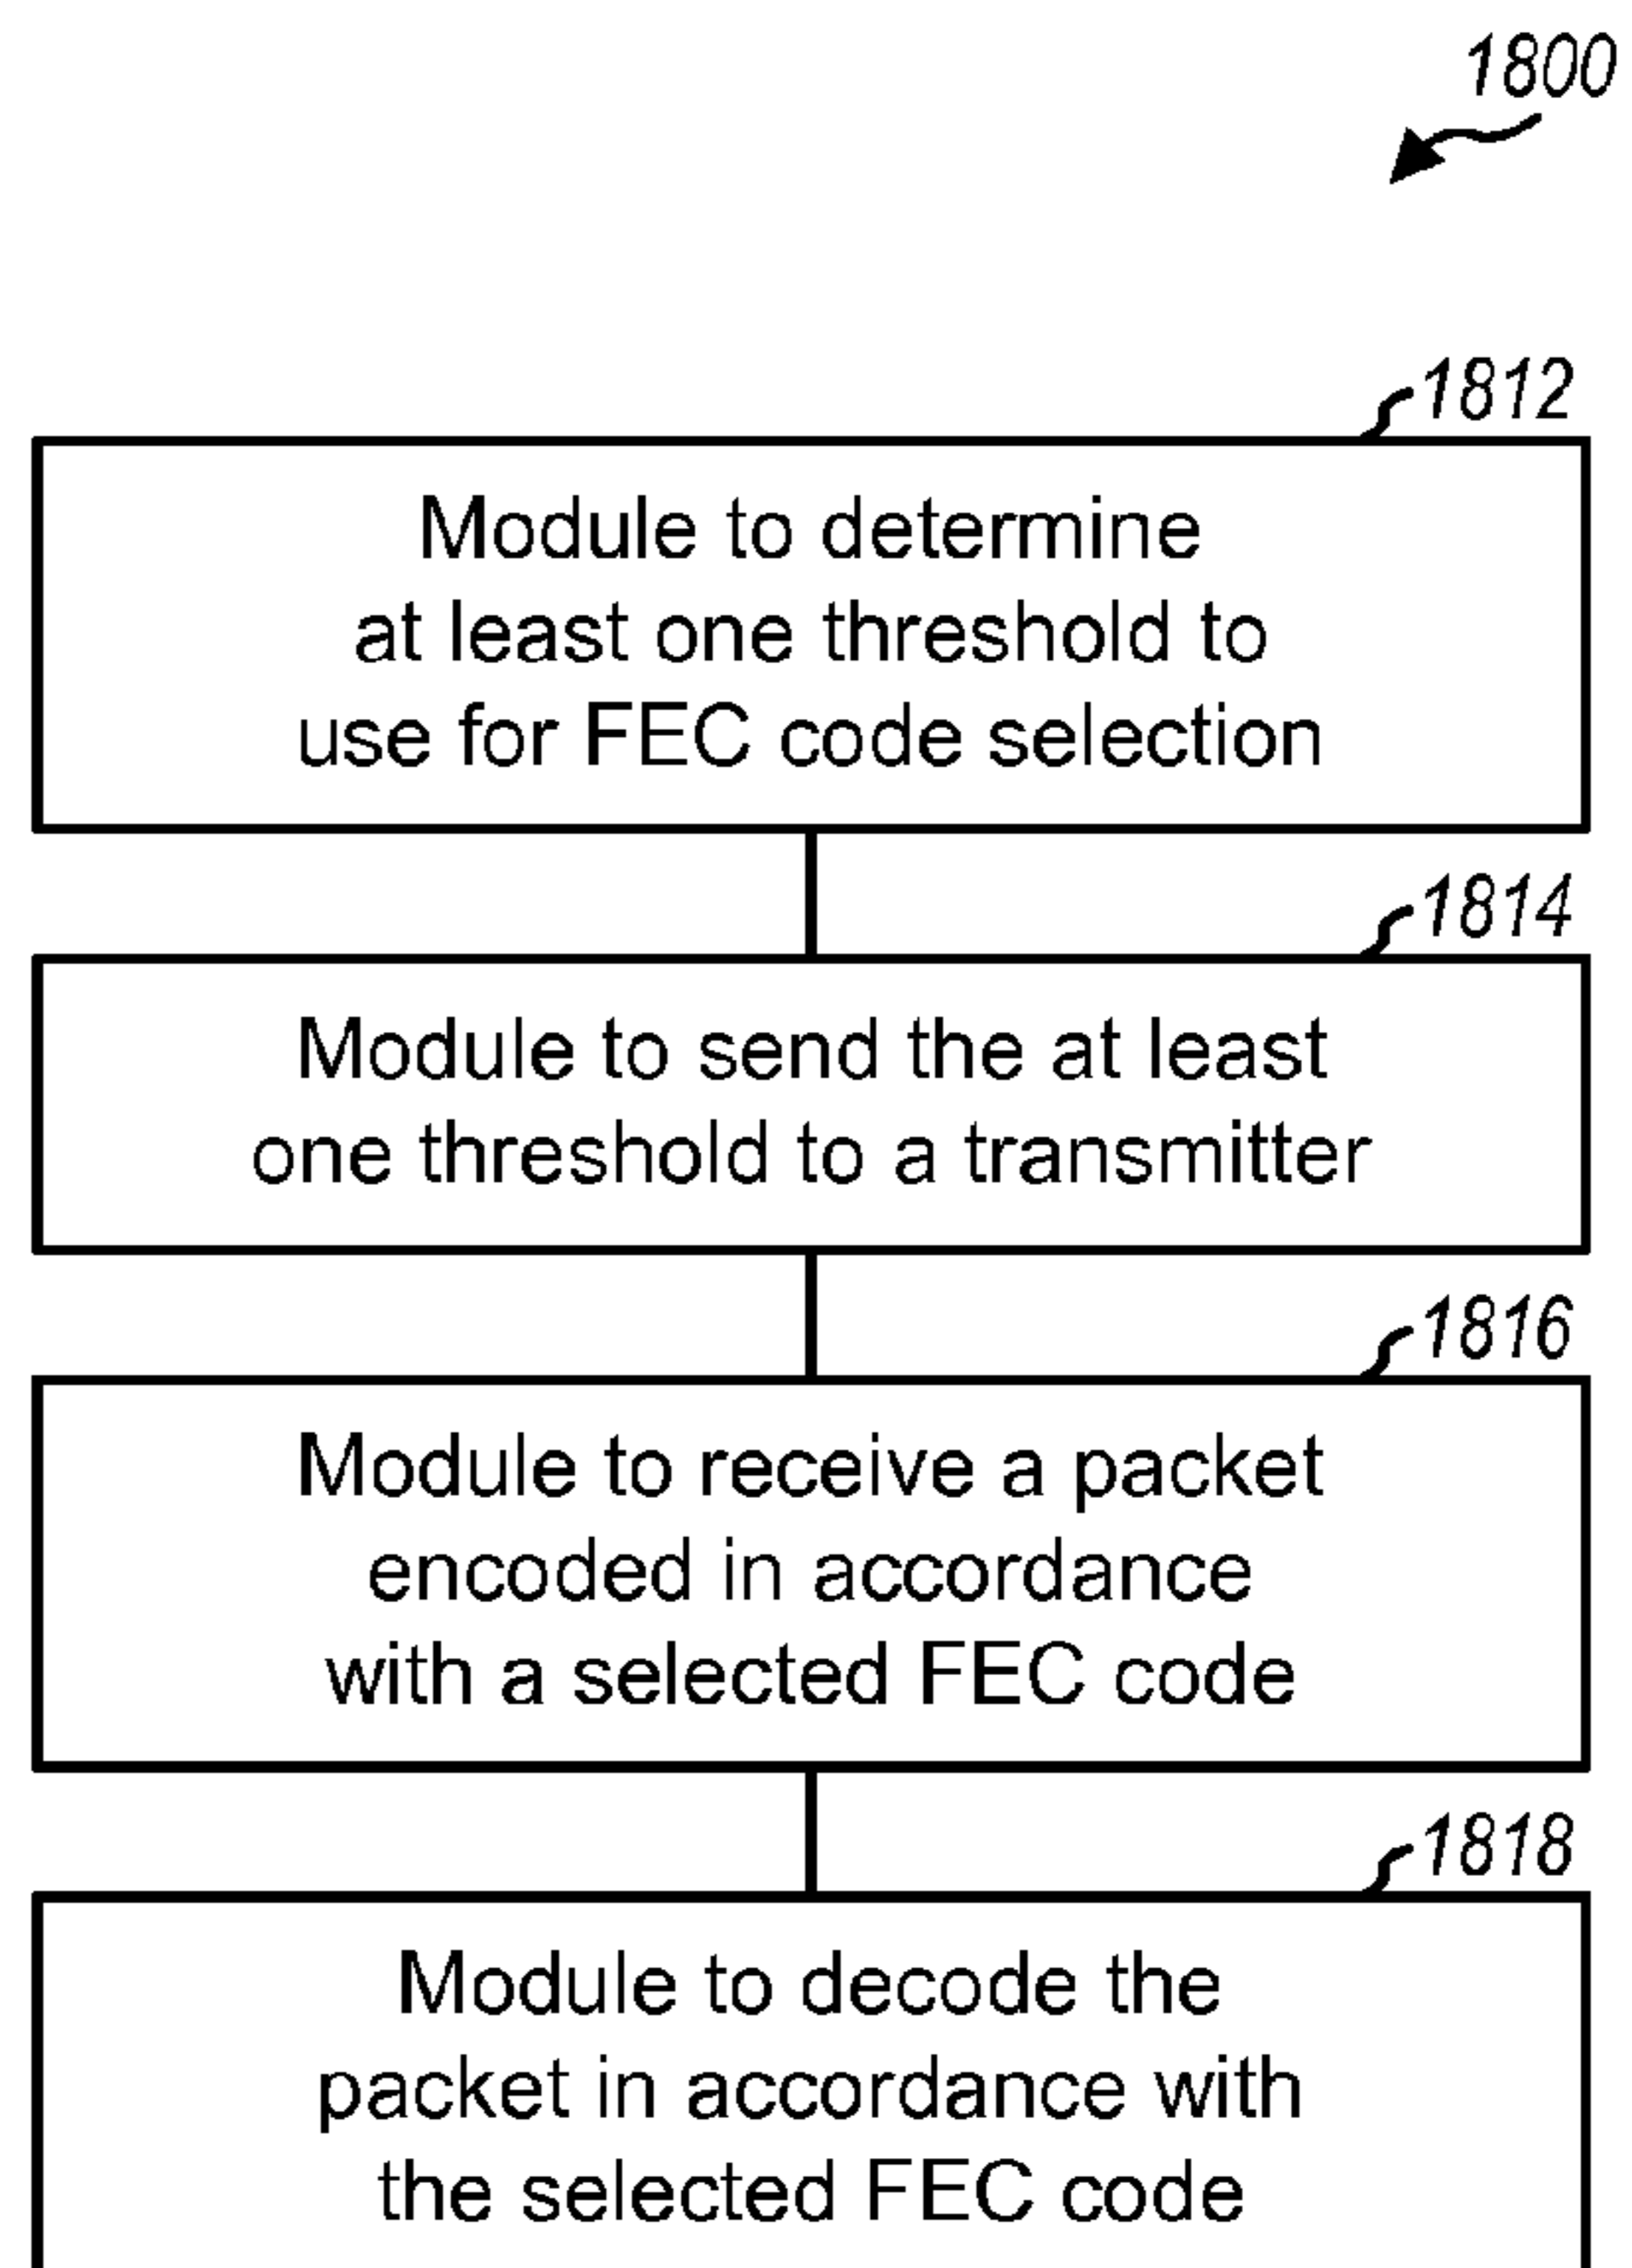 1800
1812
Module to determine
at least one threshold to
use for FEC code selection
1814
Module to send the at least
one threshold to a transmitter
1816
Module to receive a packet
encoded in accordance
with a selected FEC code
1818
Module to decode the
packet in accordance with
the selected FEC code